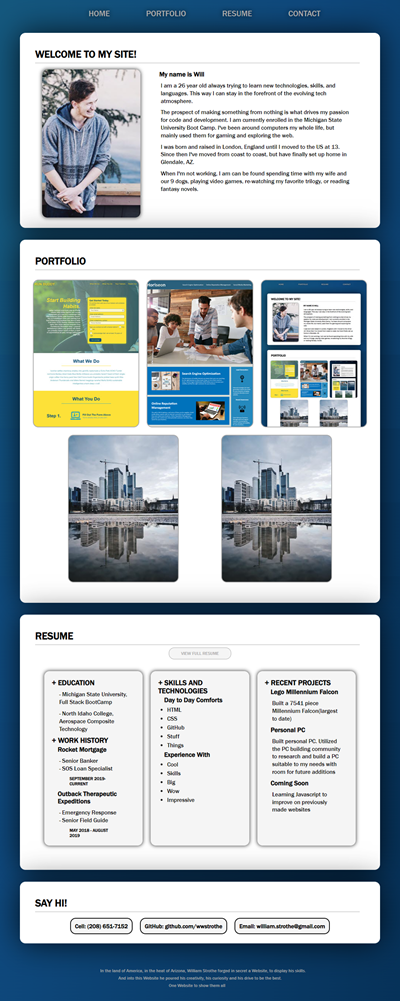 HOME PORTFOLIO RESUME CONTACT
WELCOME TO MY SITE!
My name is Will
I am a 26 year old always trying to learn new technologies, skills, and
languages. This way I can stay in the forefront of the evolving tech
atmosphere.
The prospect of making something from nothing is what drives my passion
for code and development. I am currently enrolled in the Michigan State
University Boot Camp. I've been around computers my whole life, but
mainly used them for gaming and exploring the web.
I was born and raised in London, England until I moved to the US at 13.
Since then I've moved from coast to coast, but have finally set up home in
Glendale, AZ.
When I'm not working, I am can be found spending time with my wife and
our 9 dogs, playing video games, re-watching my favorite trilogy, or reading
fantasy novels.
PORTFOLIO
Start Building
Habits.
What We Do
What You Do
Step 1.
Horiseon
Search Engine Optimization
Online Reputation
Management
WELCOME TO MY SITE!
PORTFOLIO
RESUME
VIEW FULL RESUME
+ EDUCATION
- Michigan State University,
Full Stack BootCamp
- North Idaho College,
Aerospace Composite
Technology
+ WORK HISTORY
Rocket Mortgage
- Senior Banker
- SOS Loan Specialist
SEPTEMBER 2019-
CURRENT
Outback Therapeutic
Expeditions
- Emergency Response
- Senior Field Guide
MAY 2018 - AUGUST
2019
+ SKILLS AND
TECHNOLOGIES
Day to Day Comforts
• HTML
• CSS
• GitHub
• Stuff
• Things
Experience With
• Cool
• Skills
• Big
• Wow
• Impressive
+ RECENT PROJECTS
Lego Millennium Falcon
Built a 7541 piece
Millennium Falcon(largest
to date)
Personal PC
Built personal PC. Utilized
the PC building community
to research and build a PC
suitable to my needs with
room for future additions
Coming Soon
Learning Javascript to
improve on previously
made websites
SAY HI!
Cell: (208) 651-7152 GitHub: github.com/wwstrothe Email: william.strothe@gmail.com
In the land of America, in the heat of Arizona, William Strothe forged in secret a Website, to display his skills.
And into this Website he poured his creativity, his curiosity and his drive to be the best.
One Website to show them all